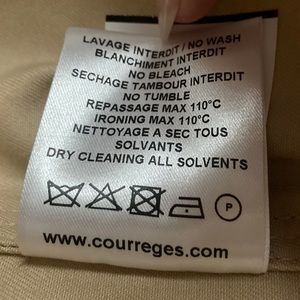 LAVAGE INTERDIT / NO WASH
BLANCHIMENT INTERDIT
NO BLEACH
SECHAGE TAMBOUR INTERDIT
NO TUMBLE
REPASSAGE MAX 110°C
IRONING MAX 110°C
NETTOYAGE A SEC TOUS
SOLVANTS
DRY CLEANING ALL SOLVENTS
P
www.courreges.com